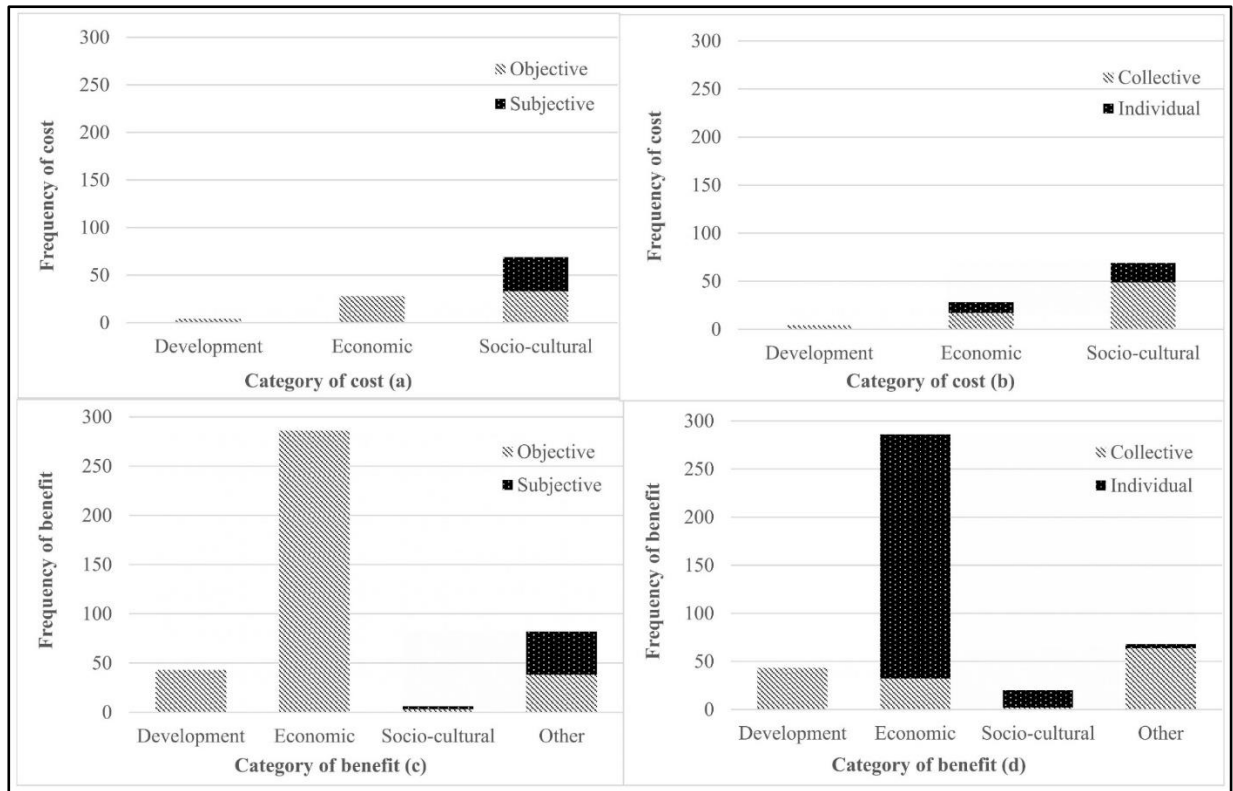 300
250
200
150
100
50
0
Frequency of cost
Objective
Subjective
Development Economic Socio-cultural
Category of cost (a)
300
250
200
150
100
50
0
Frequency of cost
Collective
Individual
Development Economic Socio-cultural
Category of cost (b)
300
250
200
150
100
50
0
Frequency of benefit
Objective
Subjective
Development Economic Socio-cultural Other
Category of benefit (c)
300
250
200
150
100
50
0
Frequency of benefit
Collective
Individual
Development Economic Socio-cultural Other
Category of benefit (d)